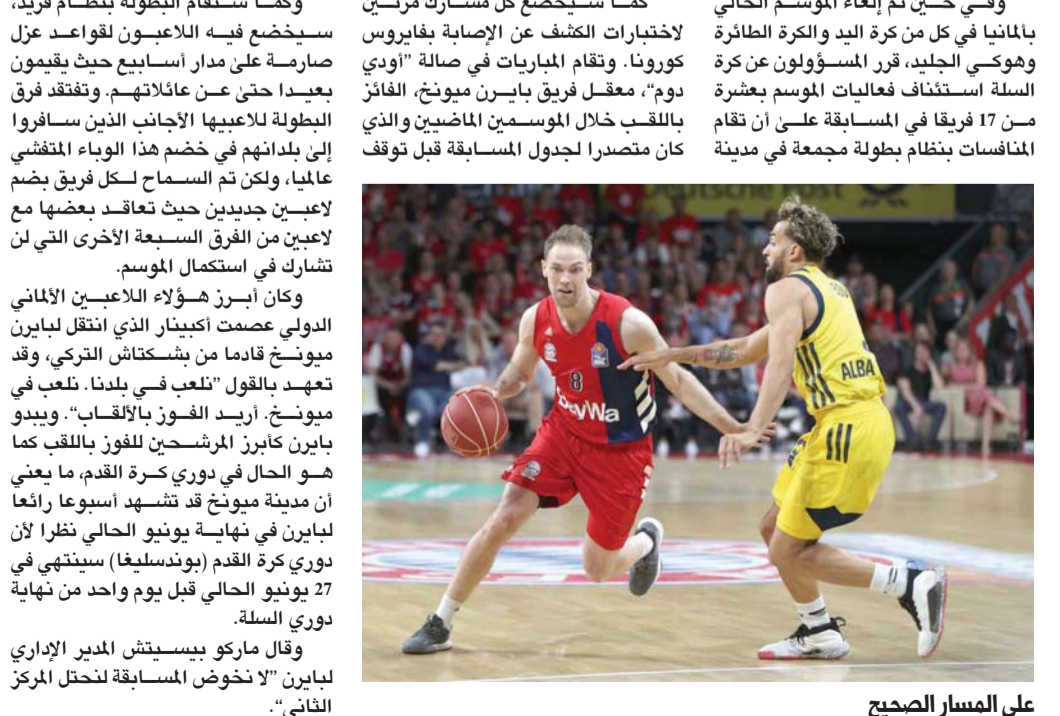 وفي حين تم إلغاء الموسم الحالي
بألمانيا في كل من كرة اليد والكرة الطائرة
وهوكي الجليد، قرر المسؤولون عن كرة
السلة استئناف فعاليات الموسم بعشرة
من 17 فريقا في المسابقة على أن تقام
المنافسات بنظام بطولة مجمعة في مدينة
كما سيخضع كل مشارك مرتين
لاختبارات الكشف عن الإصابة بفايروس
كورونا. وتقام المباريات في صالة ”أودي
دوم“، معقل فريق بايرن ميونخ، الفائز
باللقب خلال الموسمين الماضيين والذي
كان متصدرا لجدول المسابقة قبل توقف
وكما ستقام البطولة بنظام فريد،
سيخضع فيه اللاعبون لقواعد عزل
صارمة على مدار أسابيع حيث يقيمون
بعيدا حتى عن عائلاتهم. وتفتقد فرق
البطولة للاعبيها الأجانب الذين سافروا
إلى بلدانهم في خضم هذا الوباء المتفشي
عالميا، ولكن تم السماح لكل فريق بضم
لاعبين جديدين حيث تعاقد بعضها مع
لاعبين من الفرق السبعة الأخرى التي لن
تشارك في استكمال الموسم.
وكان أبرز هؤلاء اللاعبين الألماني
الدولي عصمت أكبينار الذي انتقل لبايرن
ميونخ قادما من بشكتاش التركي، وقد
تعهد بالقول ”نلعب في بلدنا. نلعب في
ميونخ. أريد الفوز بالألقاب“. ويبدو
بايرن كأبرز المرشحين للفوز باللقب كما
هو الحال في دوري كرة القدم، ما يعني
أن مدينة ميونخ قد تشهد أسبوعا رائعا
لبايرن في نهاية يونيو الحالي نظرا لأن
دوري كرة القدم (بوندسليغا) سينتهي في
27 يونيو الحالي قبل يوم واحد من نهاية
دوري السلة.
وقال ماركو بيسيتش المدير الإداري
لبايرن ”لا نخوض المسابقة لنحتل المركز
الثاني“.
Deutsche Post
8
BayWa
ALBA
على المسار الصحيح